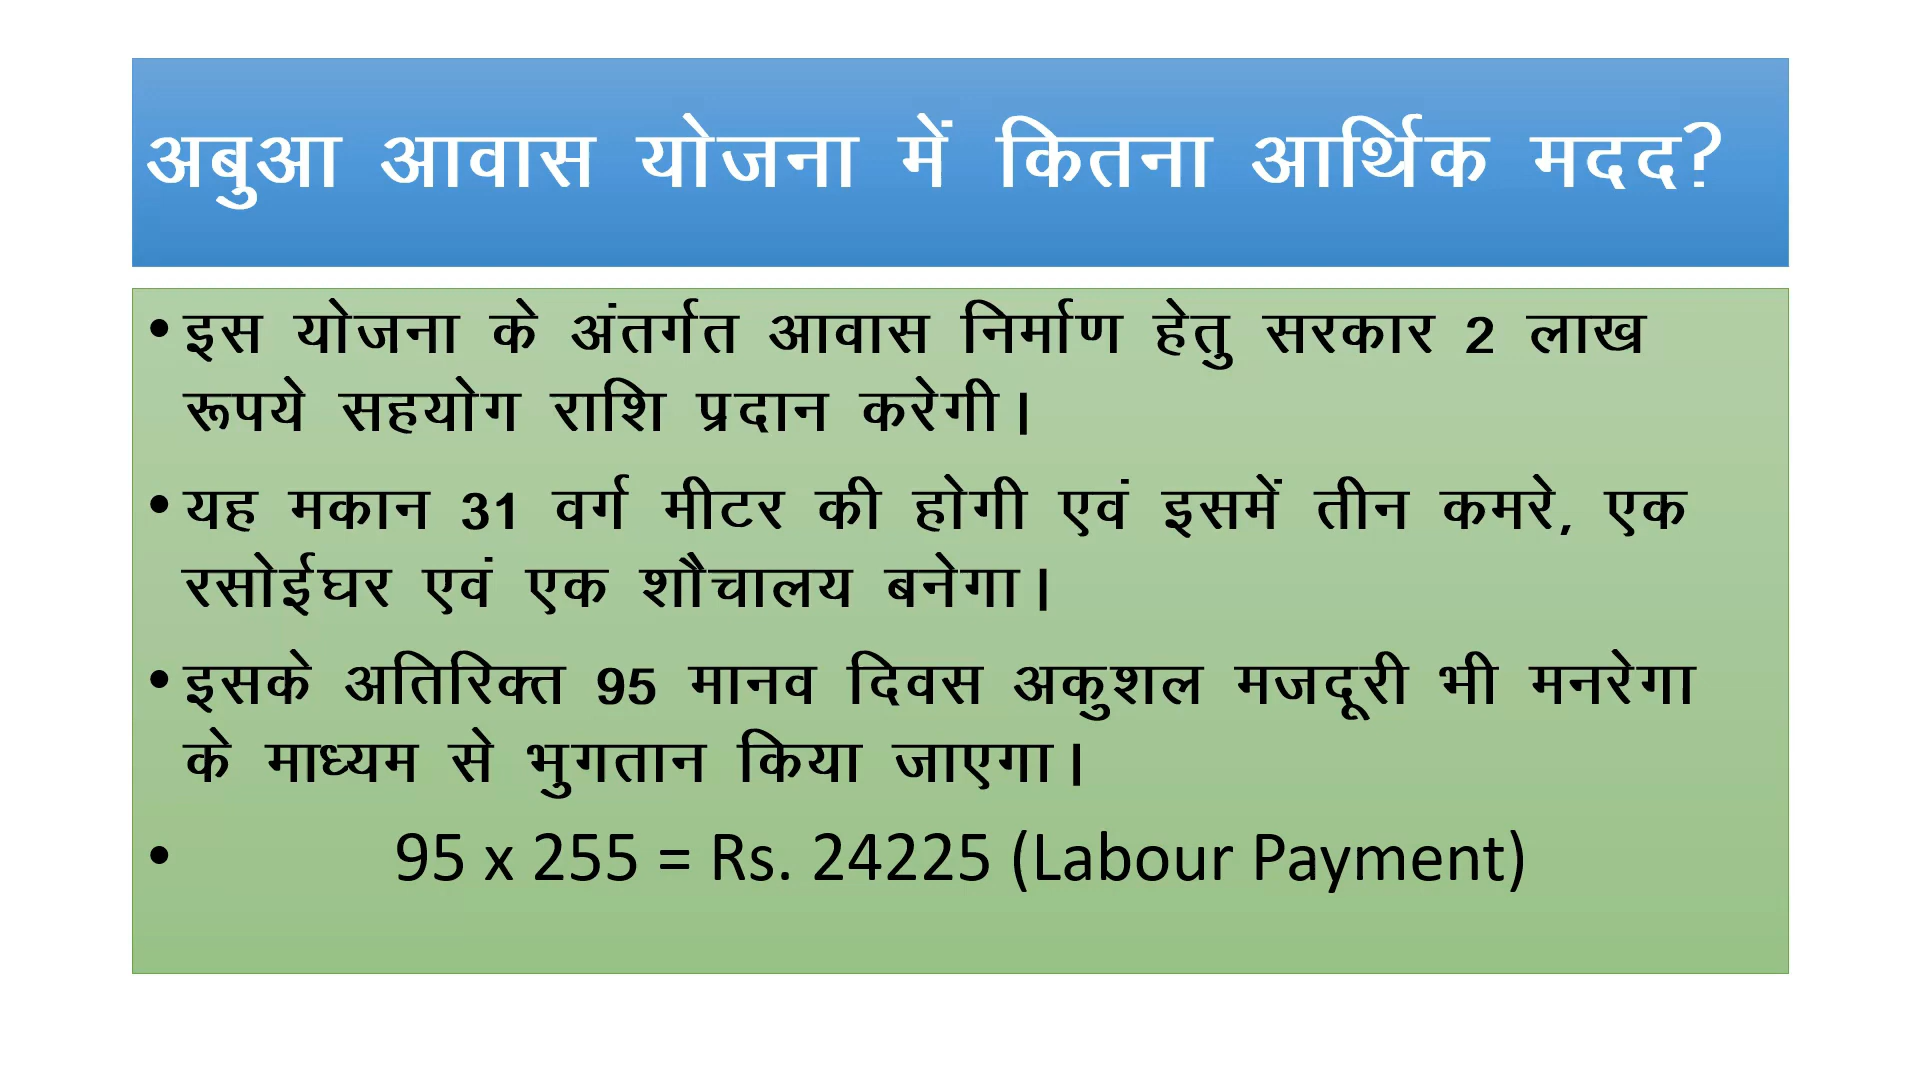 अबुआ आवास योजना में कितना आर्थिक मदद?
• इस योजना के अंतर्गत आवास निर्माण हेतु सरकार 2 लाख
रूपये सहयोग राशि प्रदान करेगी।
• यह मकान 31 वर्ग मीटर की होगी एवं इसमें तीन कमरे, एक
रसोईघर एवं एक शौचालय बनेगा।
• इसके अतिरिक्त 95 मानव दिवस अकुशल मजदूरी भी मनरेगा
के माध्यम से भुगतान किया जाएगा।
• 95 x 255 = Rs. 24225 (Labour Payment)